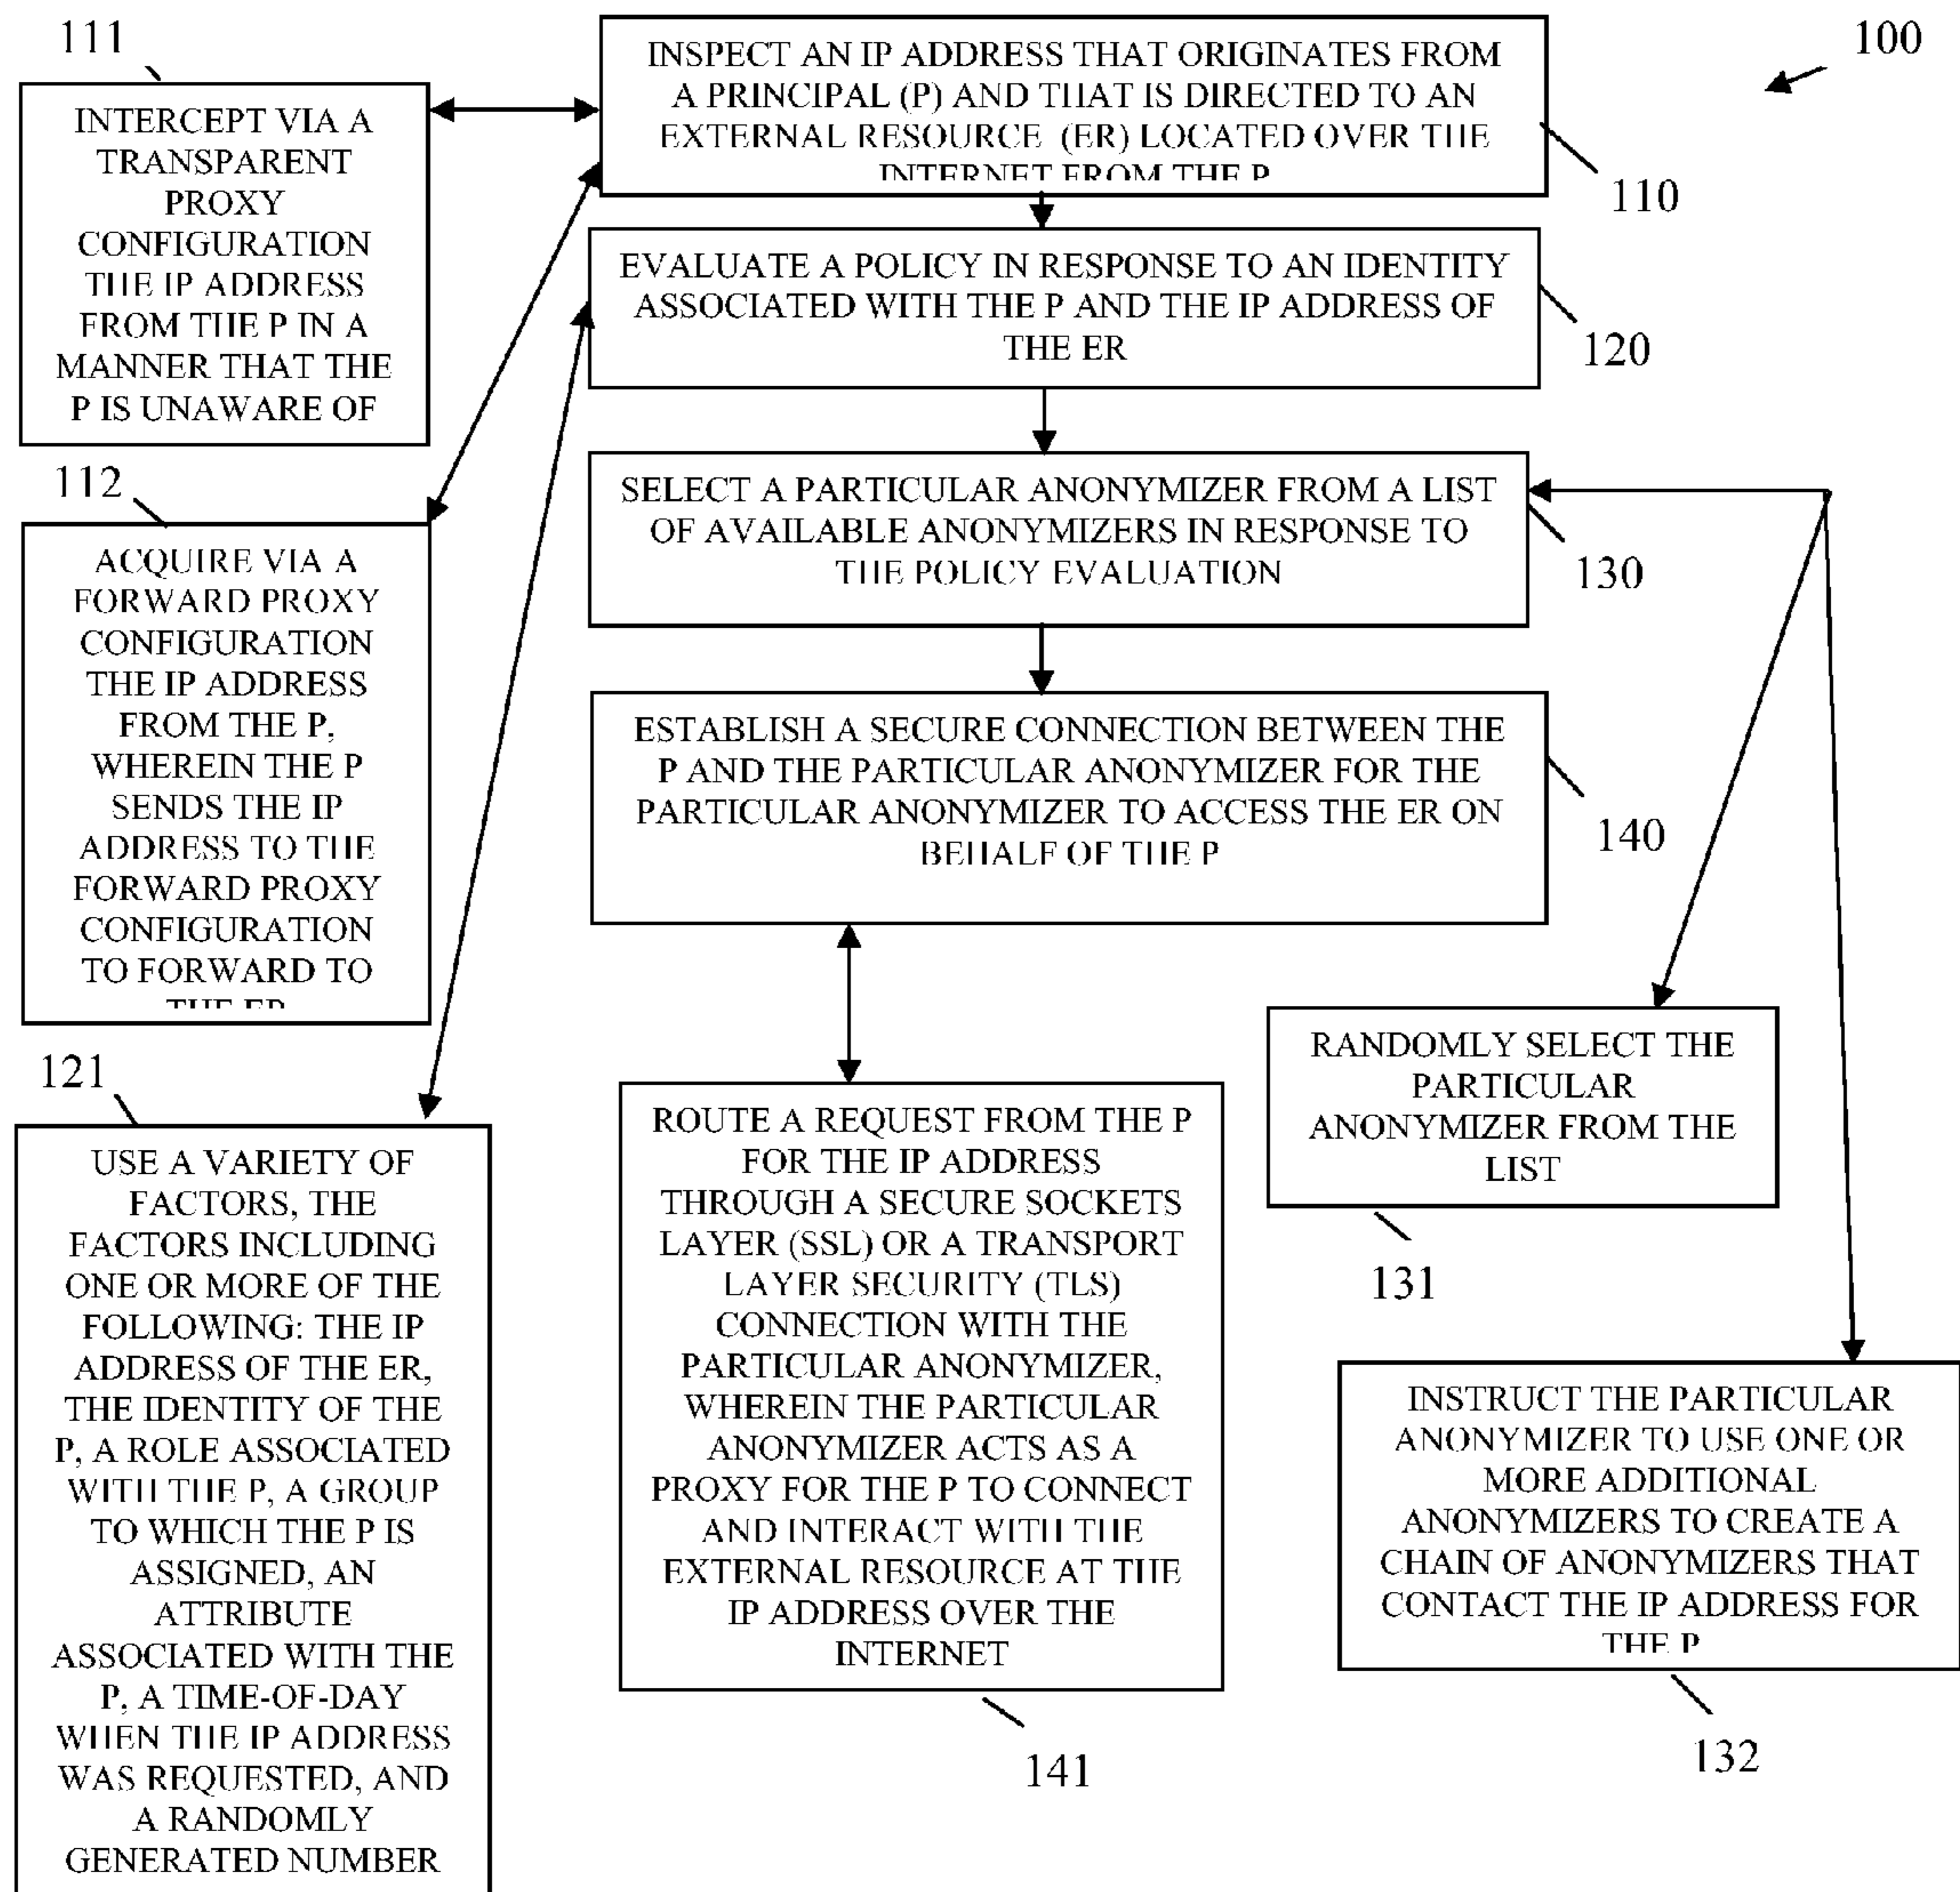 100
110
INSPECT AN IP ADDRESS THAT ORIGINATES FROM
A PRINCIPAL (P) AND THAT IS DIRECTED TO AN
EXTERNAL RESOURCE (ER) LOCATED OVER THE
INTERNET FROM THE P
111
INTERCEPT VIA A
TRANSPARENT
PROXY
CONFIGURATION
THE IP ADDRESS
FROM THE P IN A
MANNER THAT THE
P IS UNAWARE OF
112
ACQUIRE VIA A
FORWARD PROXY
CONFIGURATION
THE IP ADDRESS
FROM THE P,
WHEREIN THE P
SENDS THE IP
ADDRESS TO THE
FORWARD PROXY
CONFIGURATION
TO FORWARD TO
THE ER
120
EVALUATE A POLICY IN RESPONSE TO AN IDENTITY
ASSOCIATED WITH THE P AND THE IP ADDRESS OF
THE ER
121
USE A VARIETY OF
FACTORS, THE
FACTORS INCLUDING
ONE OR MORE OF THE
FOLLOWING: THE IP
ADDRESS OF THE ER,
THE IDENTITY OF THE
P, A ROLE ASSOCIATED
WITH THE P, A GROUP
TO WHICH THE P IS
ASSIGNED, AN
ATTRIBUTE
ASSOCIATED WITH THE
P, A TIME-OF-DAY
WHEN THE IP ADDRESS
WAS REQUESTED, AND
A RANDOMLY
GENERATED NUMBER
130
SELECT A PARTICULAR ANONYMIZER FROM A LIST
OF AVAILABLE ANONYMIZERS IN RESPONSE TO
THE POLICY EVALUATION
131
RANDOMLY SELECT THE
PARTICULAR
ANONYMIZER FROM THE
LIST
132
INSTRUCT THE PARTICULAR
ANONYMIZER TO USE ONE OR
MORE ADDITIONAL
ANONYMIZERS TO CREATE A
CHAIN OF ANONYMIZERS THAT
CONTACT THE IP ADDRESS FOR
THE P
140
ESTABLISH A SECURE CONNECTION BETWEEN THE
P AND THE PARTICULAR ANONYMIZER FOR THE
PARTICULAR ANONYMIZER TO ACCESS THE ER ON
BEHALF OF THE P
141
ROUTE A REQUEST FROM THE P
FOR THE IP ADDRESS
THROUGH A SECURE SOCKETS
LAYER (SSL) OR A TRANSPORT
LAYER SECURITY (TLS)
CONNECTION WITH THE
PARTICULAR ANONYMIZER,
WHEREIN THE PARTICULAR
ANONYMIZER ACTS AS A
PROXY FOR THE P TO CONNECT
AND INTERACT WITH THE
EXTERNAL RESOURCE AT THE
IP ADDRESS OVER THE
INTERNET